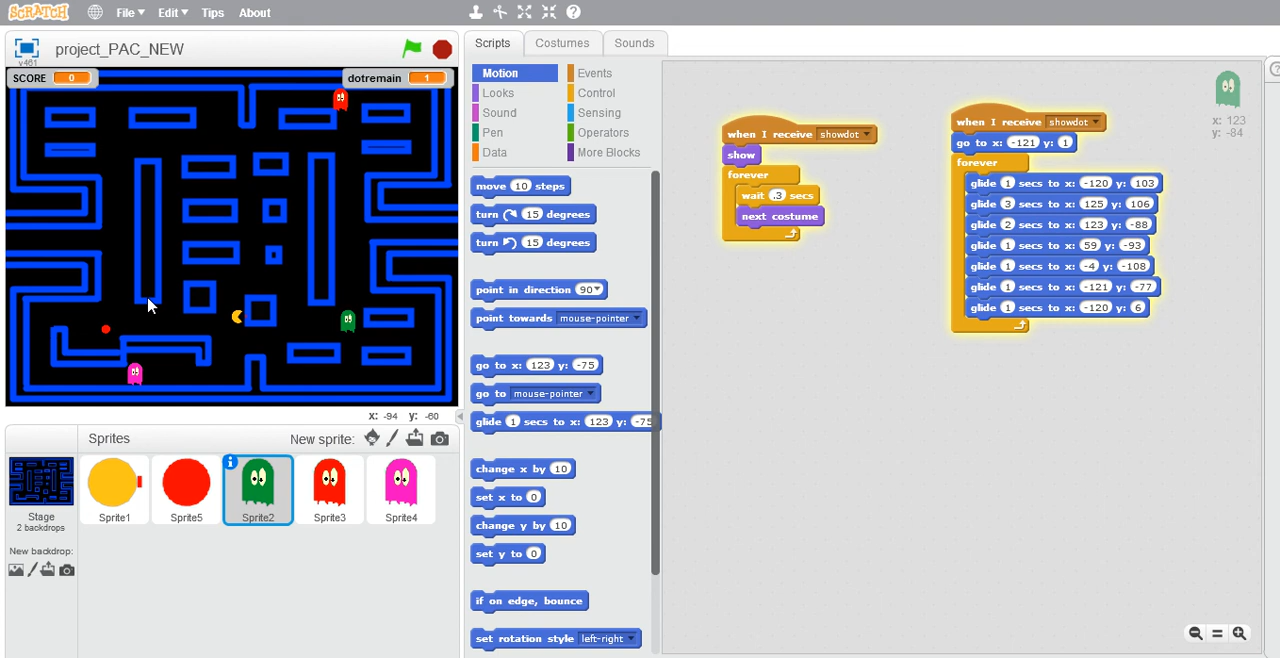 SCRATCH File Edit Tips About
v461 project_PAC_NEW
SCORE 0 dotremain 1
x: -94 y: -60
Sprites New sprite:
Stage
2 backdrops
New backdrop:
Sprite1 Sprite5 Sprite2 Sprite3 Sprite4
Scripts Costumes Sounds
Motion Events
Looks Control
Sound Sensing
Pen Operators
Data More Blocks
move 10 steps
turn 15 degrees
turn 15 degrees
point in direction 90
point towards mouse-pointer
go to x: 123 y: -75
go to mouse-pointer
glide 1 secs to x: 123 y: -75
change x by 10
set x to 0
change y by 10
set y to 0
if on edge, bounce
set rotation style left-right
when I receive showdot
show
forever
wait .3 secs
next costume
when I receive showdot
go to x: -121 y: 1
forever
glide 1 secs to x: -120 y: 103
glide 3 secs to x: 125 y: 106
glide 2 secs to x: 123 y: -88
glide 1 secs to x: 59 y: -93
glide 1 secs to x: -4 y: -108
glide 1 secs to x: -121 y: -77
glide 1 secs to x: -120 y: 6
x: 123
y: -84